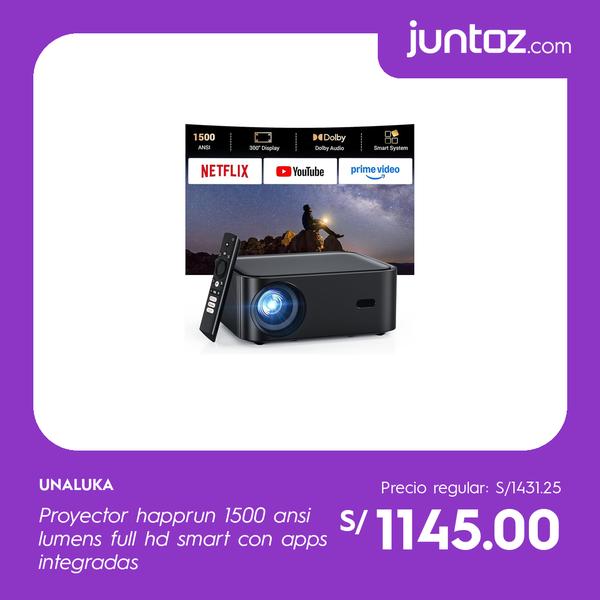 juntoz.com
1500
ANSI
300" Display
Dolby
Dolby Audio
Smart System
NETFLIX
YouTube
prime video
UNALUKA
Proyector happrun 1500 ansi
lumens full hd smart con apps
integradas
Precio regular: S/1431.25
S/ 1145.00